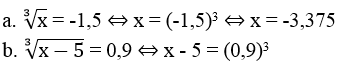 a. ∛x = -1,5 ⇔ x = (-1,5)³ ⇔ x = -3,375
b. ∛(x – 5) = 0,9 ⇔ x - 5 = (0,9)³